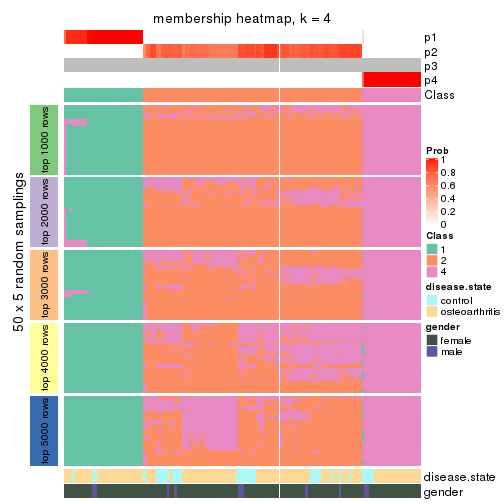 membership heatmap, k = 4
p1
p2
p3
p4
Class
50 x 5 random samplings
top 1000 rows
top 2000 rows
top 3000 rows
top 4000 rows
top 5000 rows
Prob
1
0.8
0.6
0.4
0.2
0
Class
1
2
4
disease.state
control
osteoarthritis
gender
female
male
disease.state
gender